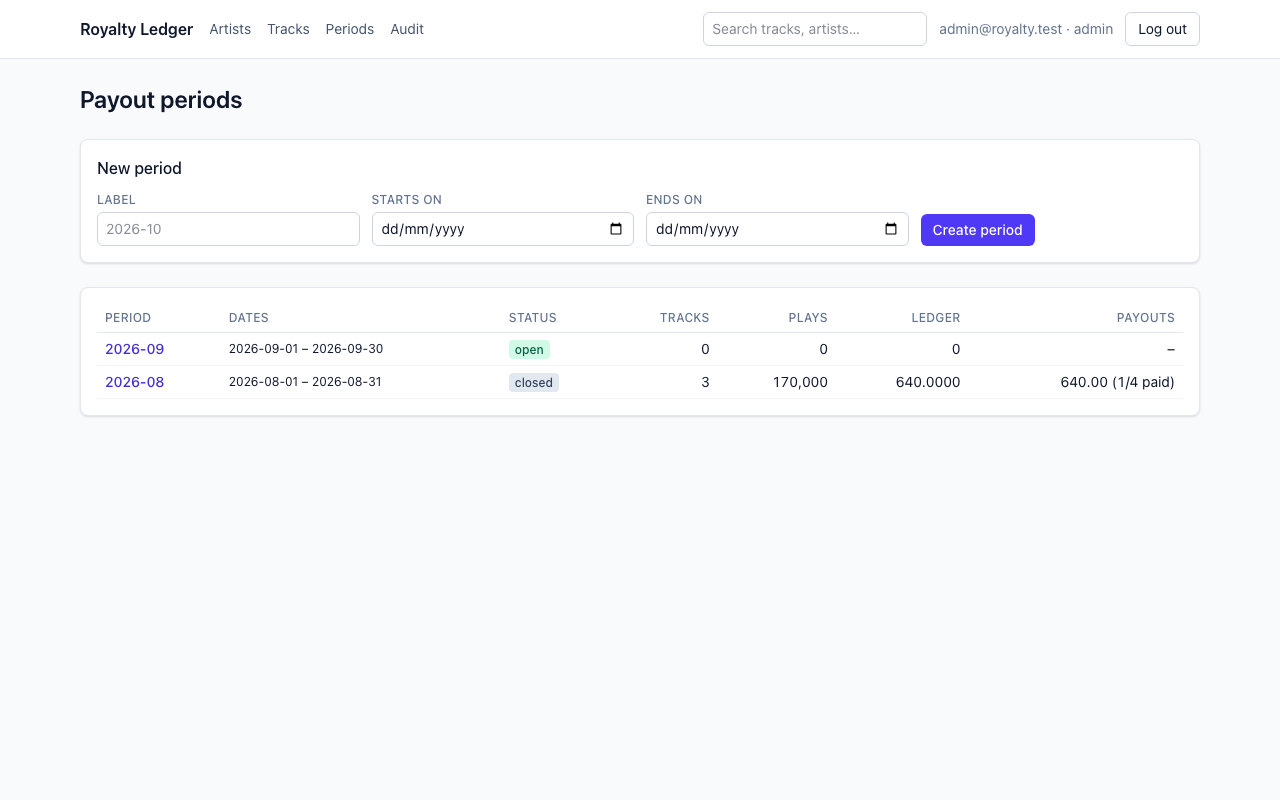 Royalty Ledger Artists Tracks Periods Audit Search tracks, artists... admin@royalty.test · admin Log out
Payout periods
New period
LABEL STARTS ON ENDS ON
2026-10 dd/mm/yyyy dd/mm/yyyy Create period
PERIOD DATES STATUS TRACKS PLAYS LEDGER PAYOUTS
2026-09 2026-09-01 – 2026-09-30 open 0 0 0 –
2026-08 2026-08-01 – 2026-08-31 closed 3 170,000 640.0000 640.00 (1/4 paid)